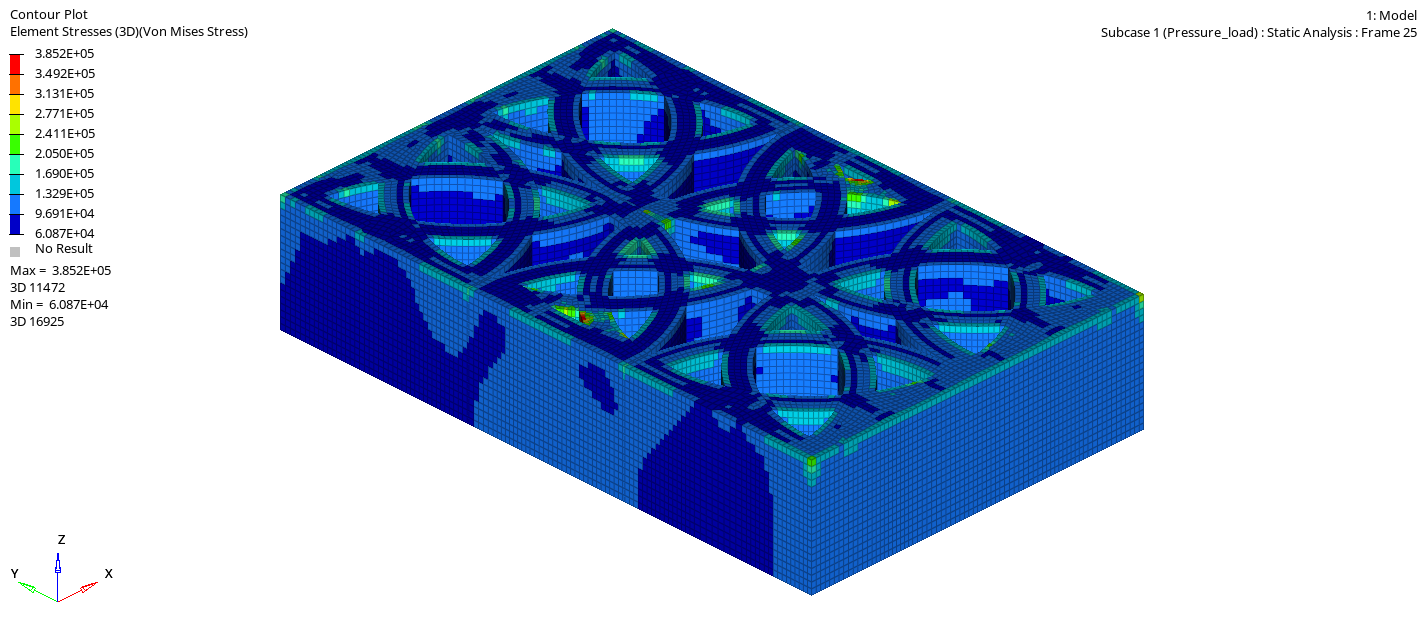 Contour Plot
Element Stresses (3D)(Von Mises Stress)
3.852E+05
3.492E+05
3.131E+05
2.771E+05
2.411E+05
2.050E+05
1.690E+05
1.329E+05
9.691E+04
6.087E+04
No Result
Max = 3.852E+05
3D 11472
Min = 6.087E+04
3D 16925
1: Model
Subcase 1 (Pressure_load) : Static Analysis : Frame 25
Z
Y
X